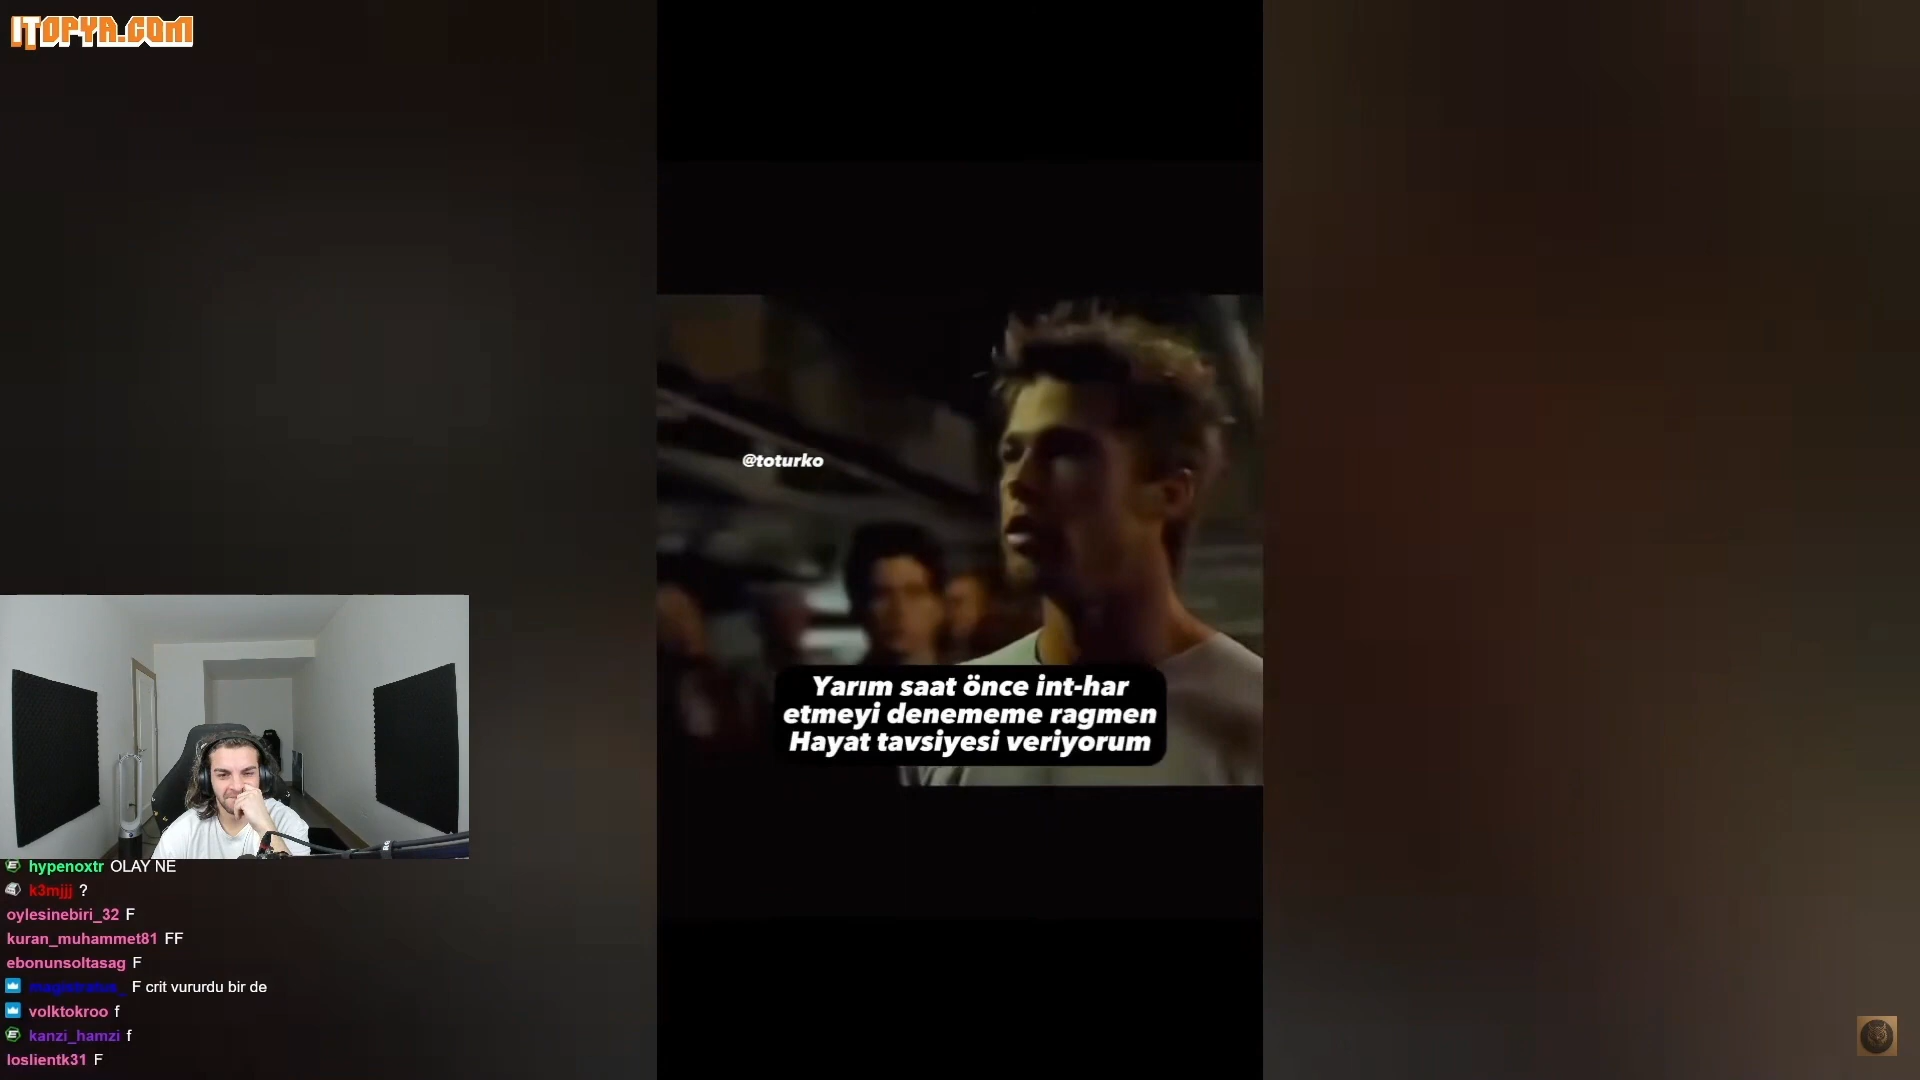 ITOPYA.COM
@toturko
Yarım saat önce int-har
etmeyi denememe ragmen
Hayat tavsiyesi veriyorum
hypenoxtr OLAY NE
k3mjjj ?
oylesinebiri_32 F
kuran_muhammet81 FF
ebonunsoltasag F
magistratus_ F crit vururdu bir de
volktokroo f
kanzi_hamzi f
loslientk31 F